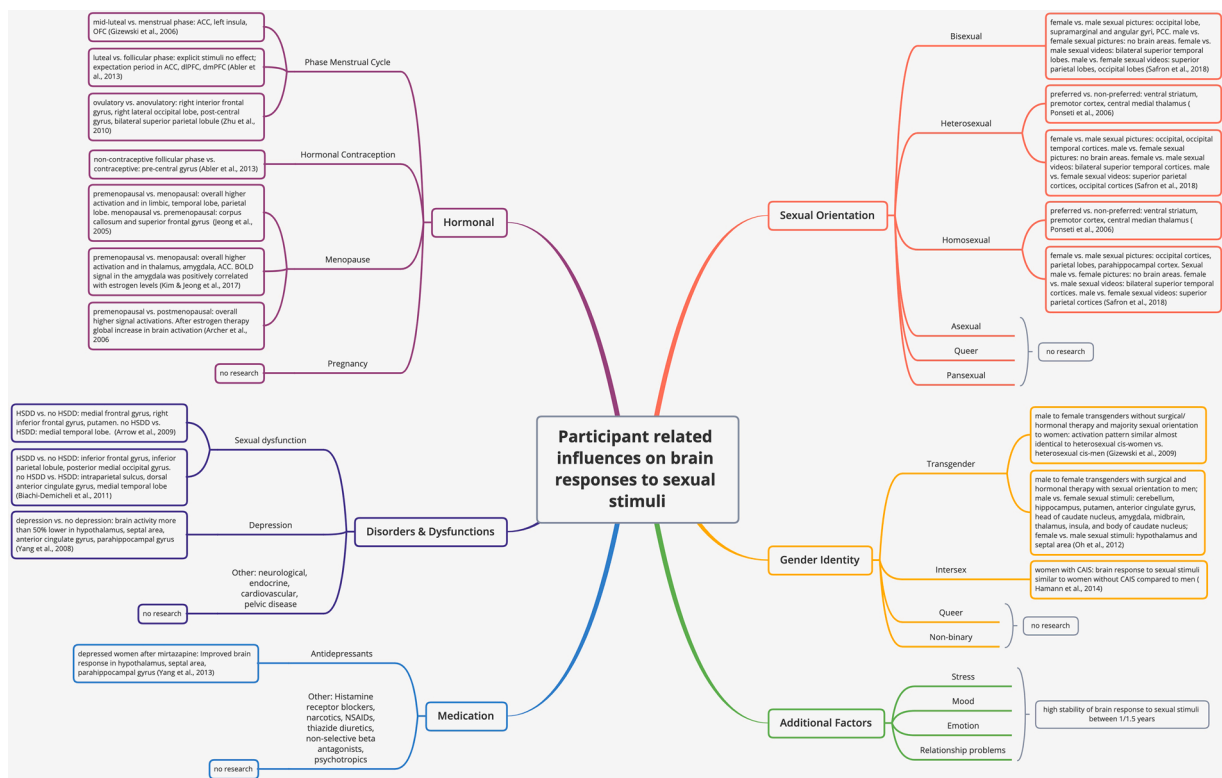 mid-luteal vs. menstrual phase: ACC, left insula,
OFC (Gizewski et al., 2006)
luteal vs. follicular phase: explicit stimuli no effect;
expectation period in ACC, dlPFC, dmPFC (Abler
et al., 2013)
ovulatory vs. anovulatory: right interior frontal
gyrus, right lateral occipital lobe, post-central
gyrus, bilateral superior parietal lobule (Zhu et al.,
2010)
Phase Menstrual Cycle
non-contraceptive follicular phase vs.
contraceptive: pre-central gyrus (Abler et al., 2013)
Hormonal Contraception
premenopausal vs. menopausal: overall higher
activation and in limbic, temporal lobe, parietal
lobe. menopausal vs. premenopausal: corpus
callosum and superior frontal gyrus (Jeong et al.,
2005)
premenopausal vs. menopausal: overall higher
activation and in thalamus, amygdala, ACC. BOLD
signal in the amygdala was positively correlated
with estrogen levels (Kim & Jeong et al., 2017)
premenopausal vs. postmenopausal: overall
higher signal activations. After estrogen therapy
global increase in brain activation (Archer et al.,
2006
Menopause
no research
Pregnancy
Hormonal
HSDD vs. no HSDD: medial frontral gyrus, right
inferior frontal gyrus, putamen. no HSDD vs.
HSDD: medial temporal lobe. (Arrow et al., 2009)
HSDD vs. no HSDD: inferior frontal gyrus, inferior
parietal lobule, posterior medial occipital gyrus.
no HSDD vs. HSDD: intraparietal sulcus, dorsal
anterior cingulate gyrus, medial temporal lobe
(Biachi-Demicheli et al., 2011)
Sexual dysfunction
depression vs. no depression: brain activity more
than 50% lower in hypothalamus, septal area,
anterior cingulate gyrus, parahippocampal gyrus
(Yang et al., 2008)
Depression
Other: neurological,
endocrine,
cardiovascular,
pelvic disease
no research
Disorders & Dysfunctions
depressed women after mirtazapine: Improved brain
response in hypothalamus, septal area,
parahippocampal gyrus (Yang et al., 2013)
Antidepressants
Other: Histamine
receptor blockers,
narcotics, NSAIDs,
thiazide diuretics,
non-selective beta
antagonists,
psychotropics
no research
Medication
Participant related
influences on brain
responses to sexual
stimuli
Sexual Orientation
Bisexual
female vs. male sexual pictures: occipital lobe,
supramarginal and angular gyri, PCC. male vs.
female sexual pictures: no brain areas. female vs.
male sexual videos: bilateral superior temporal
lobes. male vs. female sexual videos: superior
parietal lobes, occipital lobes (Safron et al., 2018)
Heterosexual
preferred vs. non-preferred: ventral striatum,
premotor cortex, central medial thalamus (
Ponseti et al., 2006)
female vs. male sexual pictures: occipital, occipital
temporal cortices. male vs. female sexual
pictures: no brain areas. female vs. male sexual
videos: bilateral superior temporal cortices. male
vs. female sexual videos: superior parietal
cortices, occipital cortices (Safron et al., 2018)
Homosexual
preferred vs. non-preferred: ventral striatum,
premotor cortex, central median thalamus (
Ponseti et al., 2006)
female vs. male sexual pictures: occipital cortices,
parietal lobes, parahippocampal cortex. Sexual
male vs. female pictures: no brain areas. female
vs. male sexual videos: bilateral superior temporal
cortices. male vs. female sexual videos: superior
parietal cortices (Safron et al., 2018)
Asexual
Queer
Pansexual
no research
Gender Identity
Transgender
male to female transgenders without surgical/
hormonal therapy and majority sexual orientation
to women; activation pattern similar almost
identical to heterosexual cis-women vs.
heterosexual cis-men (Gizewski et al., 2009)
male to female transgenders with surgical and
hormonal therapy with sexual orientation to men;
male vs. female sexual stimuli: cerebellum,
hippocampus, putamen, anterior cingulate gyrus,
head of caudate nucleus, amygdala, midbrain,
thalamus, insula, and body of caudate nucleus;
female vs. male sexual stimuli: hypothalamus and
septal area (Oh et al., 2012)
Intersex
women with CAIS: brain response to sexual stimuli
similar to women without CAIS compared to men (
Hamann et al., 2014)
Queer
Non-binary
no research
Additional Factors
Stress
Mood
Emotion
Relationship problems
high stability of brain response to sexual stimuli
between 1/1.5 years